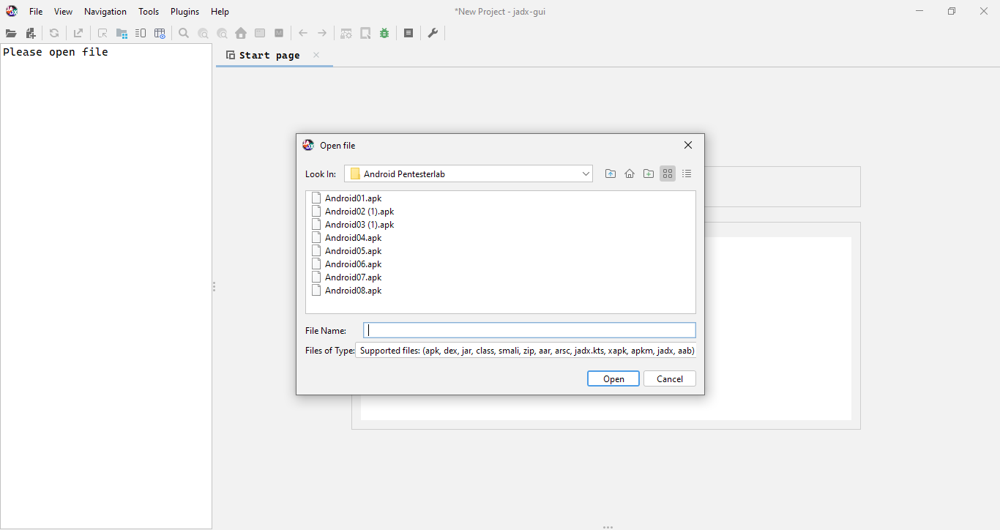 File View Navigation Tools Plugins Help
*New Project - jadx-gui
Please open file
Start page
Open file
Look In: Android Pentesterlab
Android01.apk
Android02 (1).apk
Android03 (1).apk
Android04.apk
Android05.apk
Android06.apk
Android07.apk
Android08.apk
File Name:
Files of Type: Supported files: (apk, dex, jar, class, smali, zip, aar, arsc, jadx.kts, xapk, apkm, jadx, aab)
Open Cancel